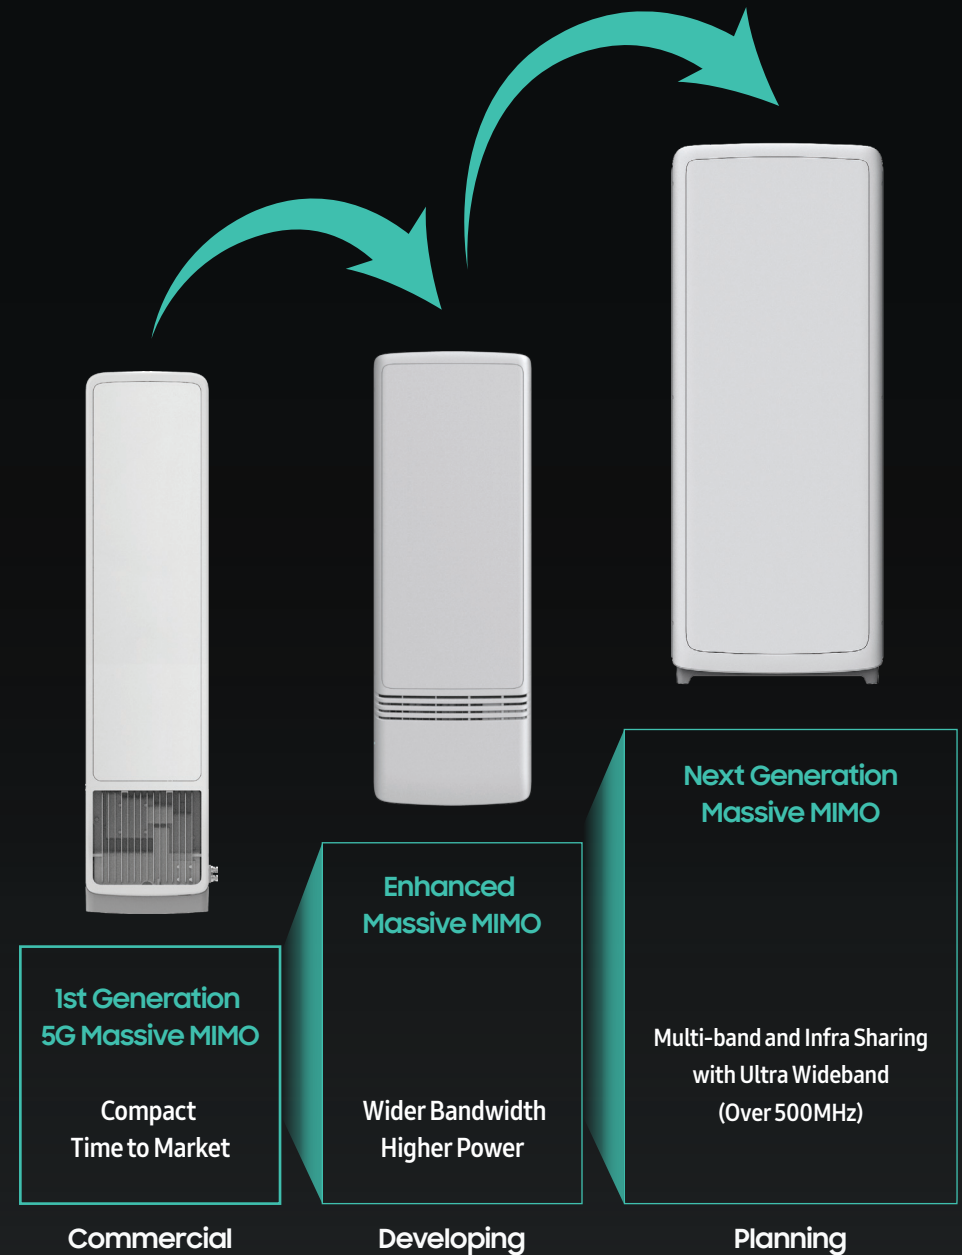 1st Generation
5G Massive MIMO
Compact
Time to Market
Commercial
Enhanced
Massive MIMO
Wider Bandwidth
Higher Power
Developing
Next Generation
Massive MIMO
Multi-band and Infra Sharing
with Ultra Wideband
(Over 500MHz)
Planning